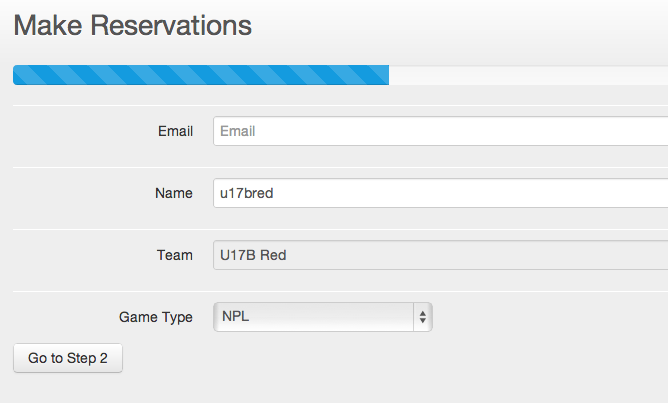 Make Reservations
Email Email
Name u17bred
Team U17B Red
Game Type NPL
Go to Step 2